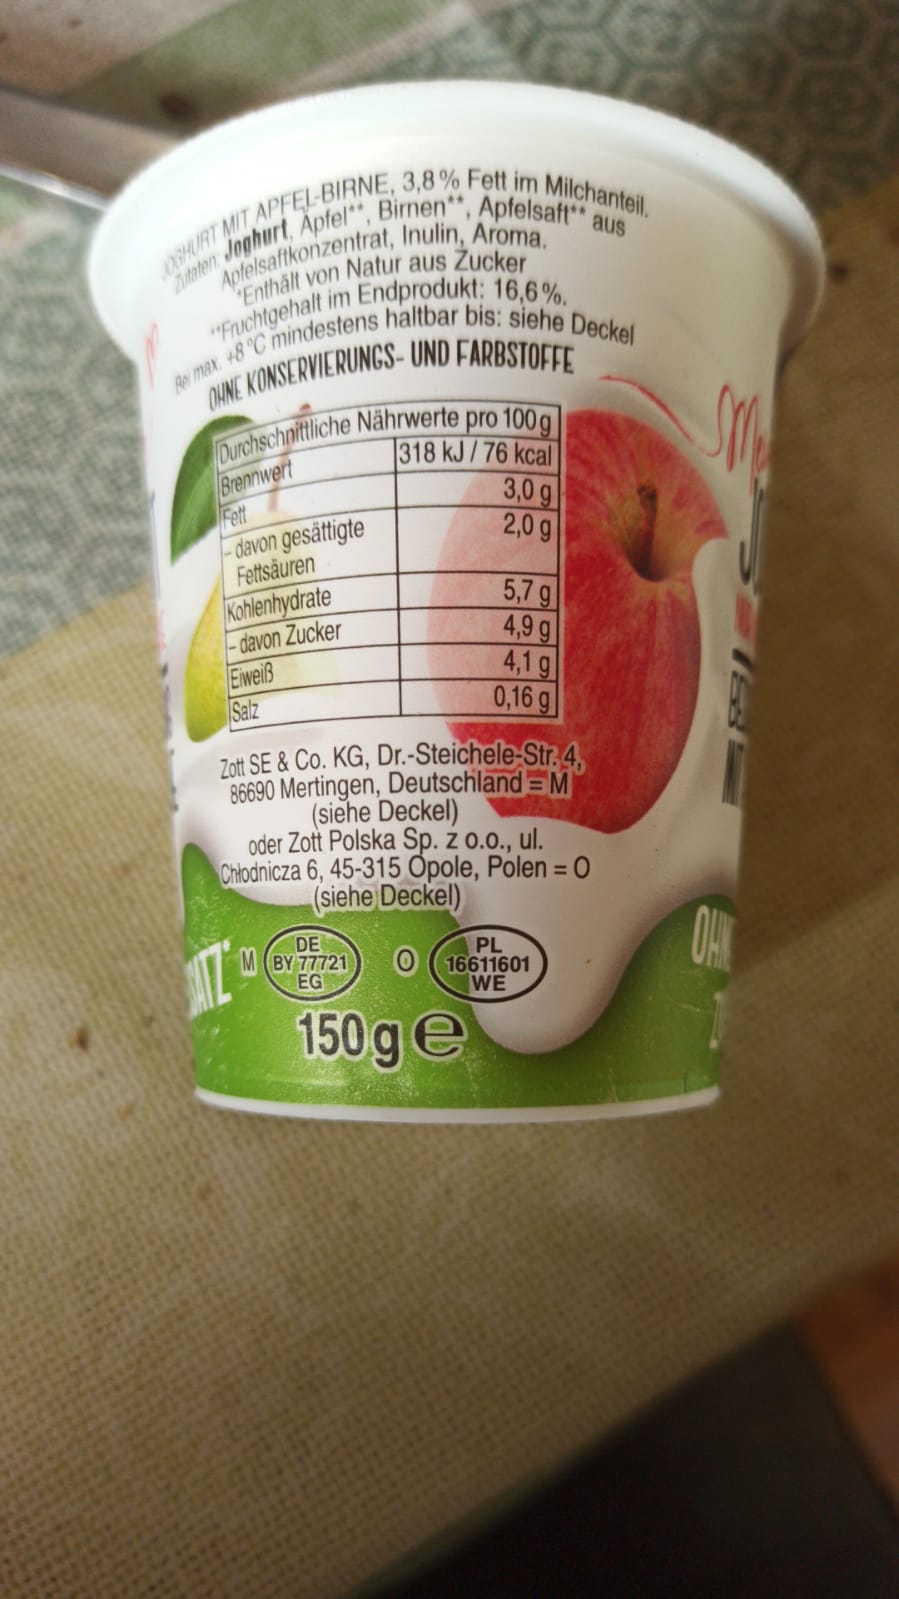 JOGHURT MIT APFEL-BIRNE, 3,8% Fett im Milchanteil.
Zutaten: Joghurt, Äpfel**, Birnen**, Apfelsaft** aus
Apfelsaftkonzentrat, Inulin, Aroma.
*Enthält von Natur aus Zucker
**Fruchtgehalt im Endprodukt: 16,6%.
Bei max. +8 °C mindestens haltbar bis: siehe Deckel
OHNE KONSERVIERUNGS- UND FARBSTOFFE
Durchschnittliche Nährwerte pro 100 g
Brennwert 318 kJ / 76 kcal
Fett 3,0 g
- davon gesättigte 2,0 g
Fettsäuren
Kohlenhydrate 5,7 g
- davon Zucker 4,9 g
Eiweiß 4,1 g
Salz 0,16 g
Zott SE & Co. KG, Dr.-Steichele-Str. 4,
86690 Mertingen, Deutschland = M
(siehe Deckel)
oder Zott Polska Sp. z o.o., ul.
Chłodnicza 6, 45-315 Opole, Polen = O
(siehe Deckel)
M DE BY 77721 EG O PL 16611601 WE
150 g e